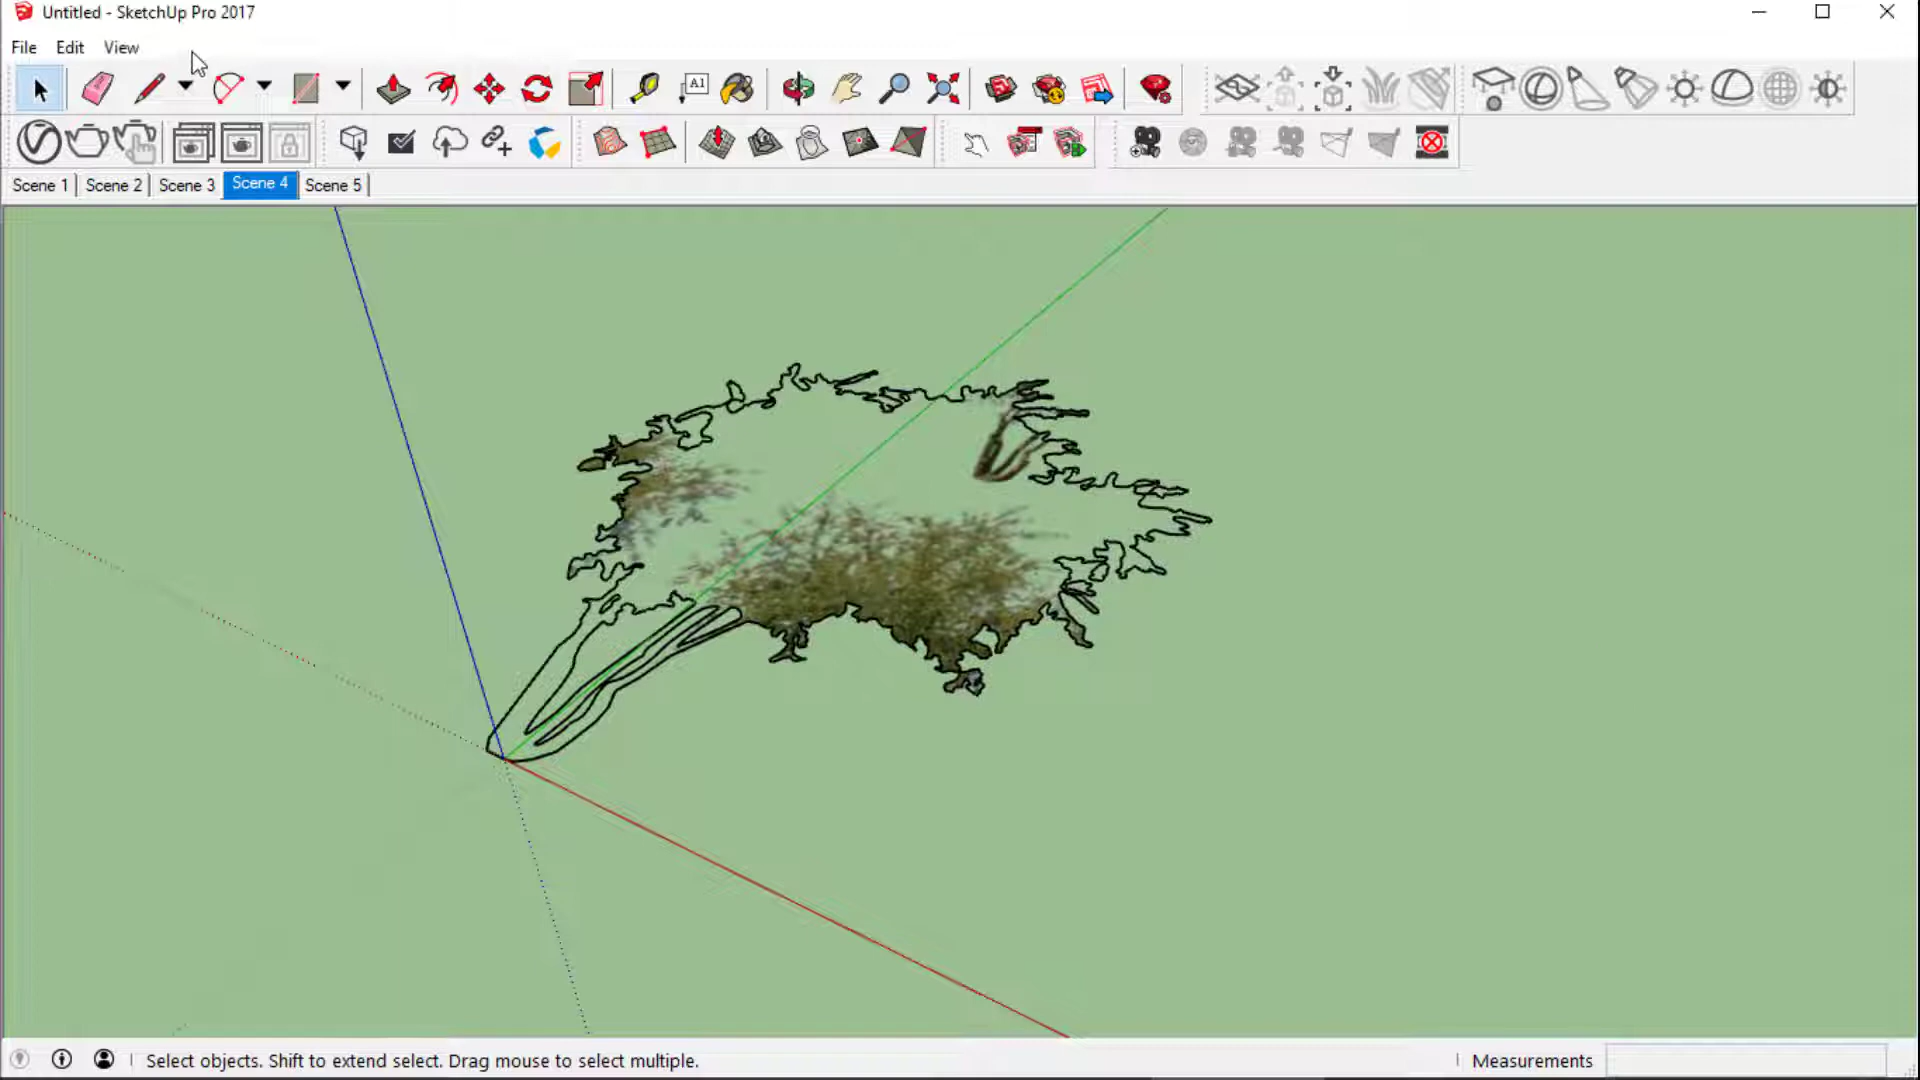 Untitled - SketchUp Pro 2017
File Edit View
A1
Scene 1 Scene 2 Scene 3 Scene 4 Scene 5
Select objects. Shift to extend select. Drag mouse to select multiple. Measurements